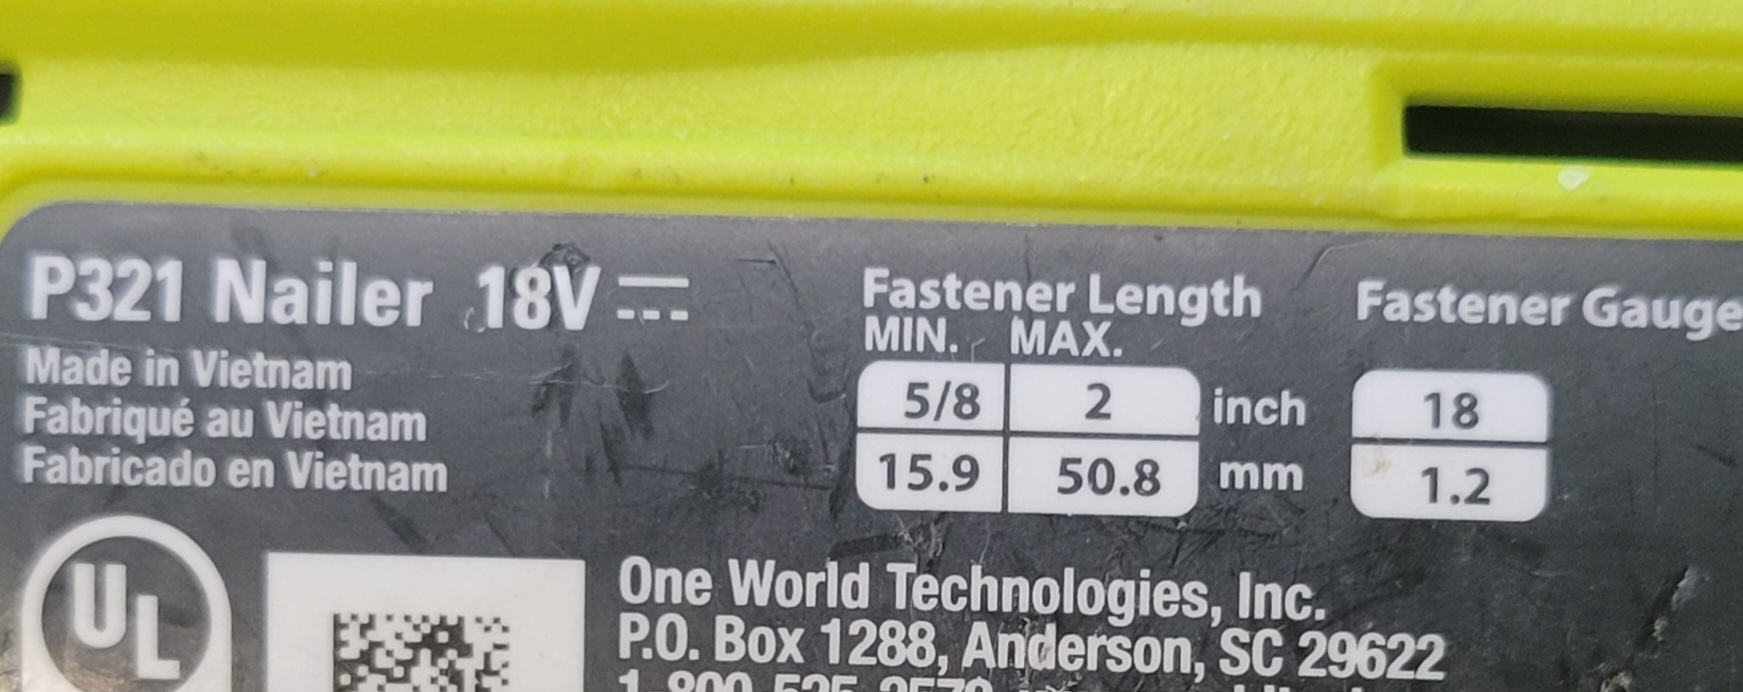 P321 Nailer 18V
Made in Vietnam
Fabriqué au Vietnam
Fabricado en Vietnam
Fastener Length
MIN. MAX.
5/8 2 inch
15.9 50.8 mm
Fastener Gauge
18
1.2
UL
One World Technologies, Inc.
P.O. Box 1288, Anderson, SC 29622